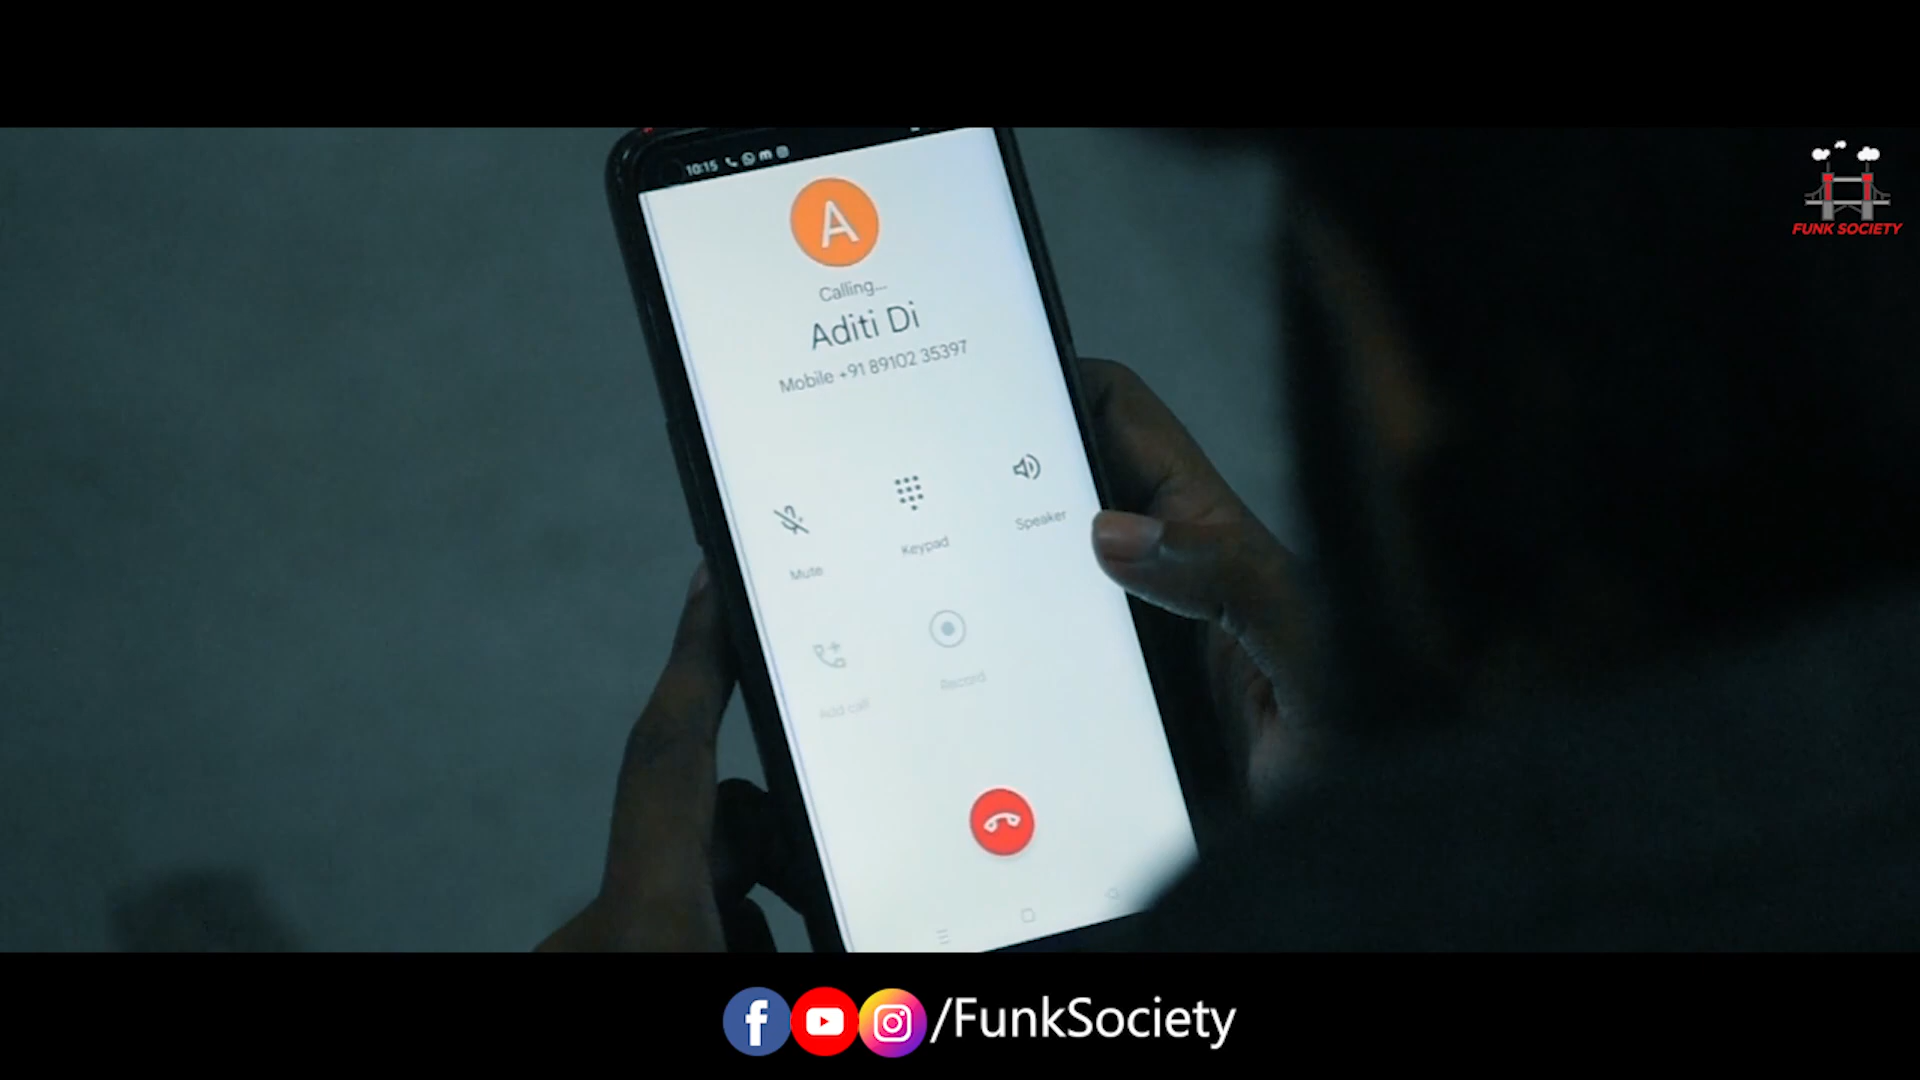 10:15
FUNK SOCIETY
A
Calling...
Aditi Di
Mobile +91 89102 35397
Mute
Keypad
Speaker
Add call
Record
/FunkSociety